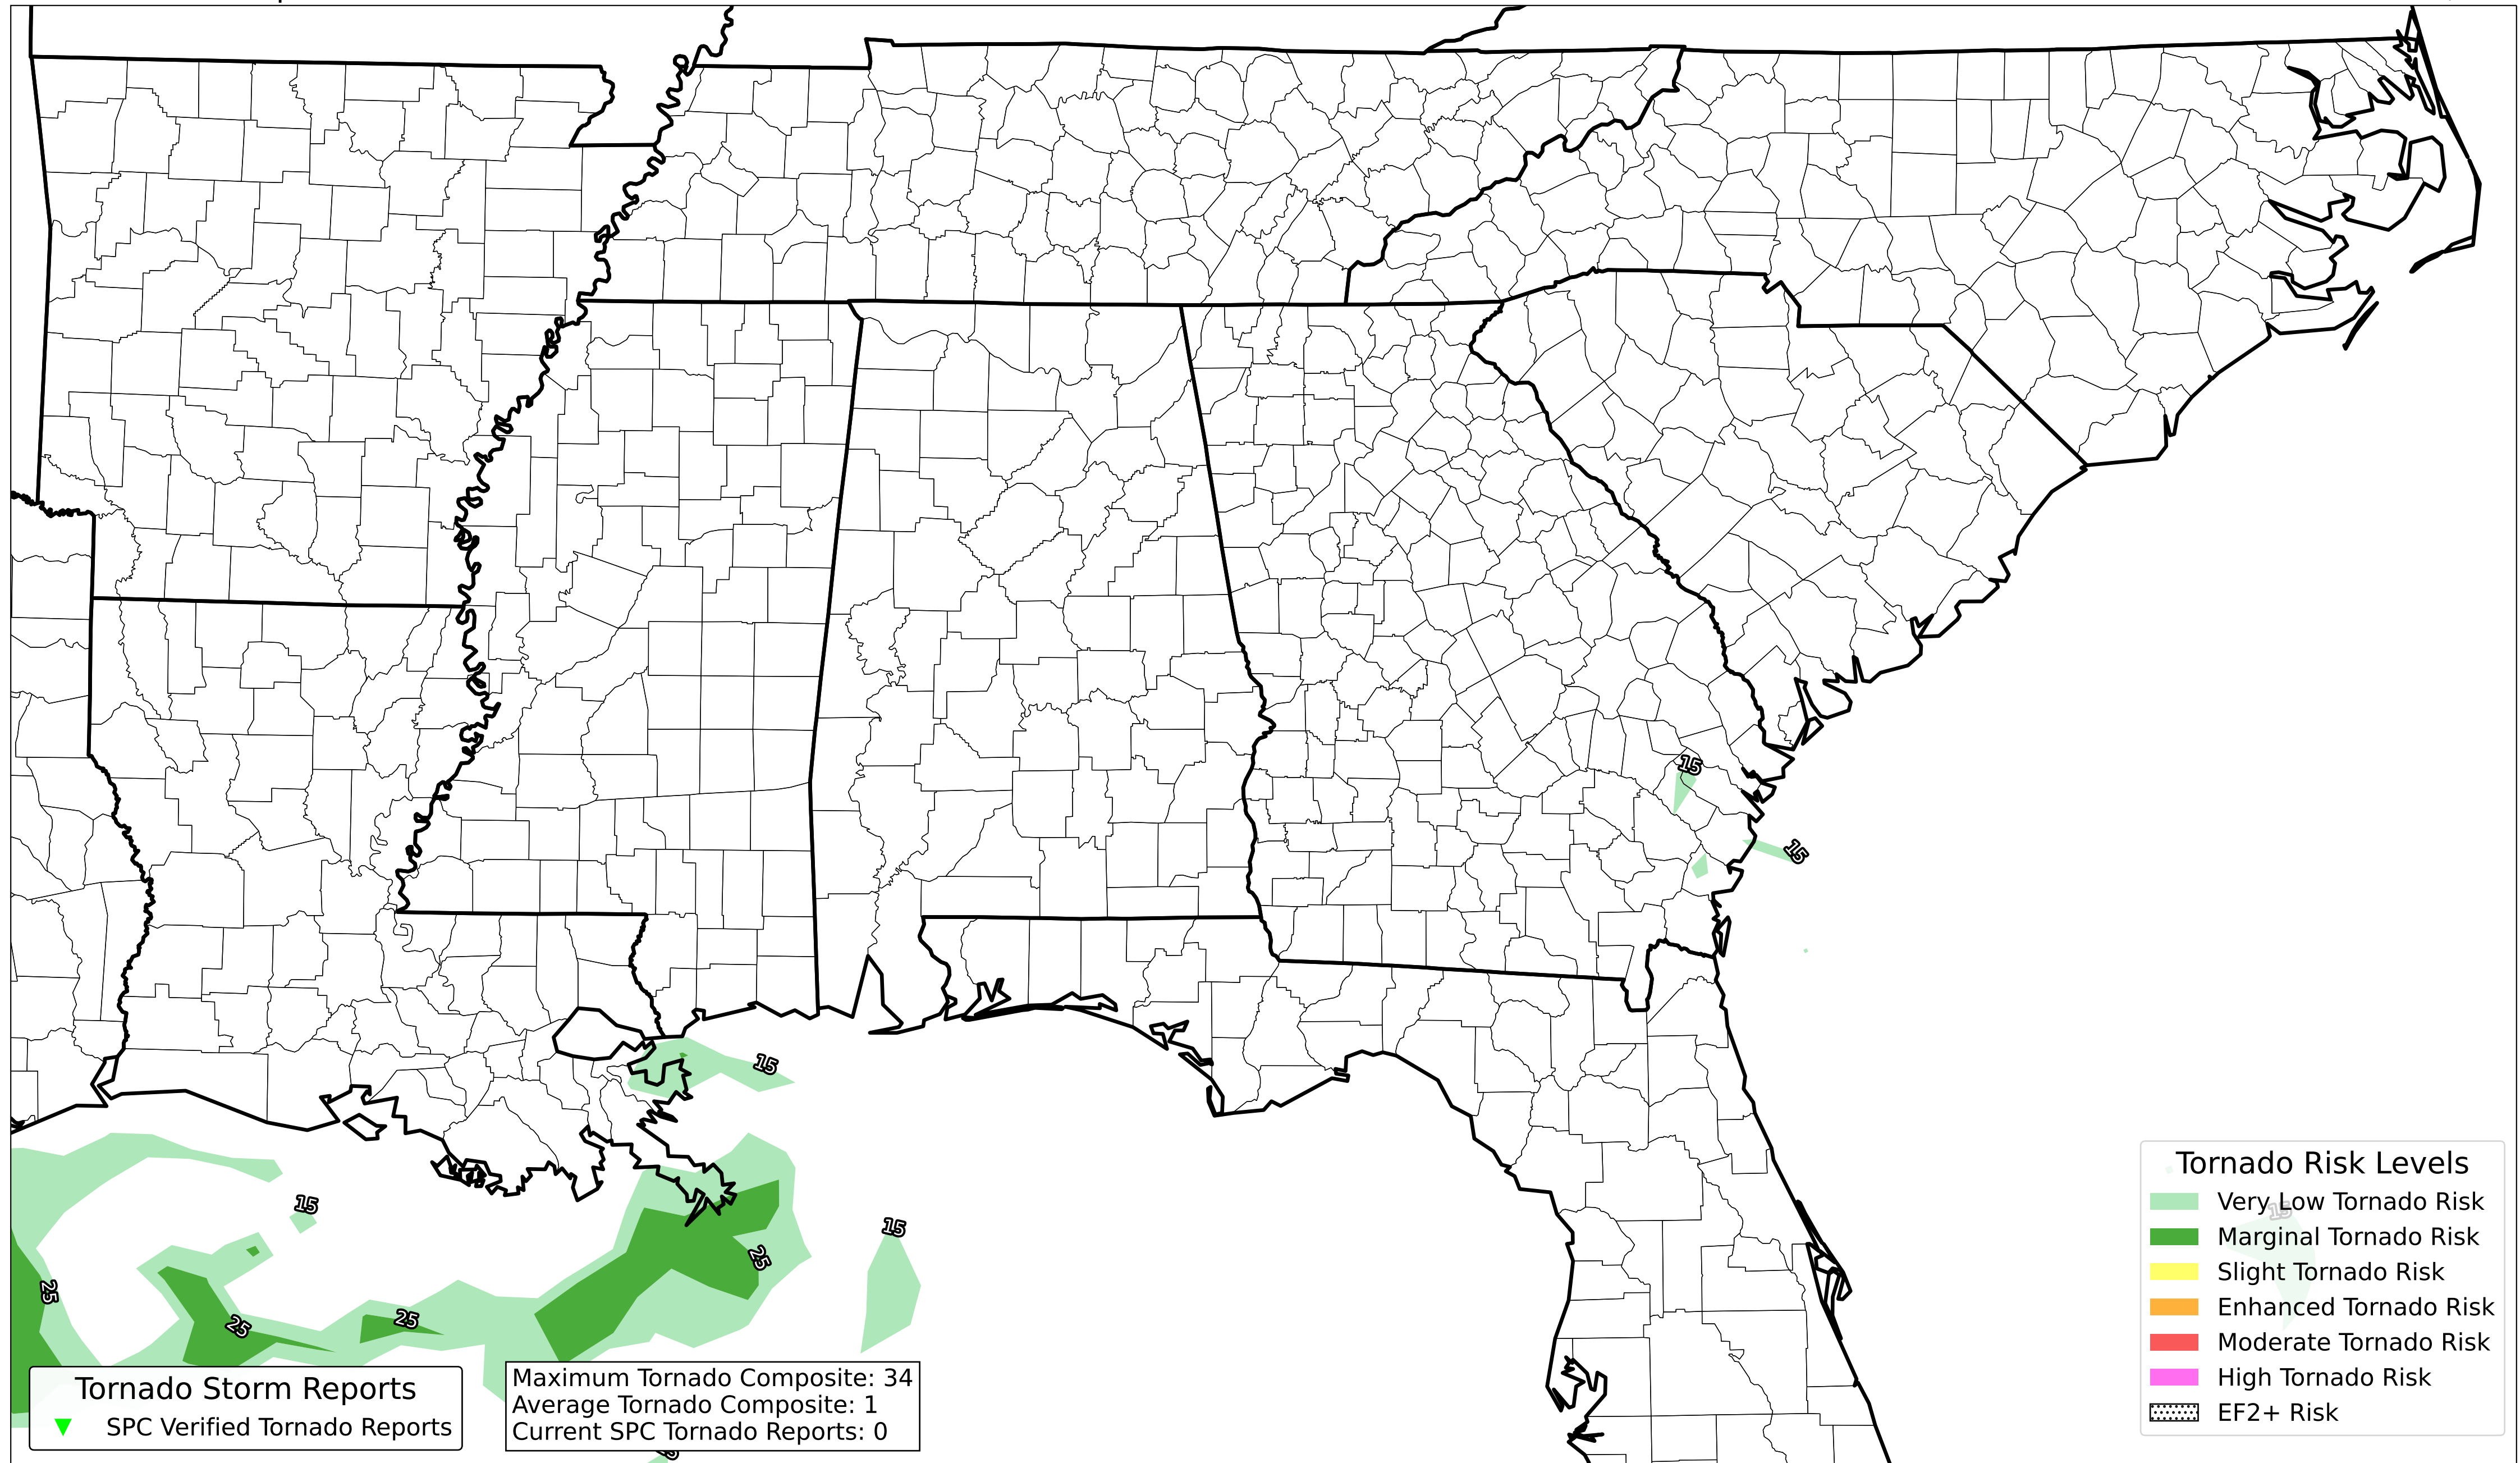 15
15
15
15
25
15
25
15
25
25
Tornado Storm Reports
SPC Verified Tornado Reports
Maximum Tornado Composite: 34
Average Tornado Composite: 1
Current SPC Tornado Reports: 0
Tornado Risk Levels
Very Low Tornado Risk
15
Marginal Tornado Risk
Slight Tornado Risk
Enhanced Tornado Risk
Moderate Tornado Risk
High Tornado Risk
EF2+ Risk